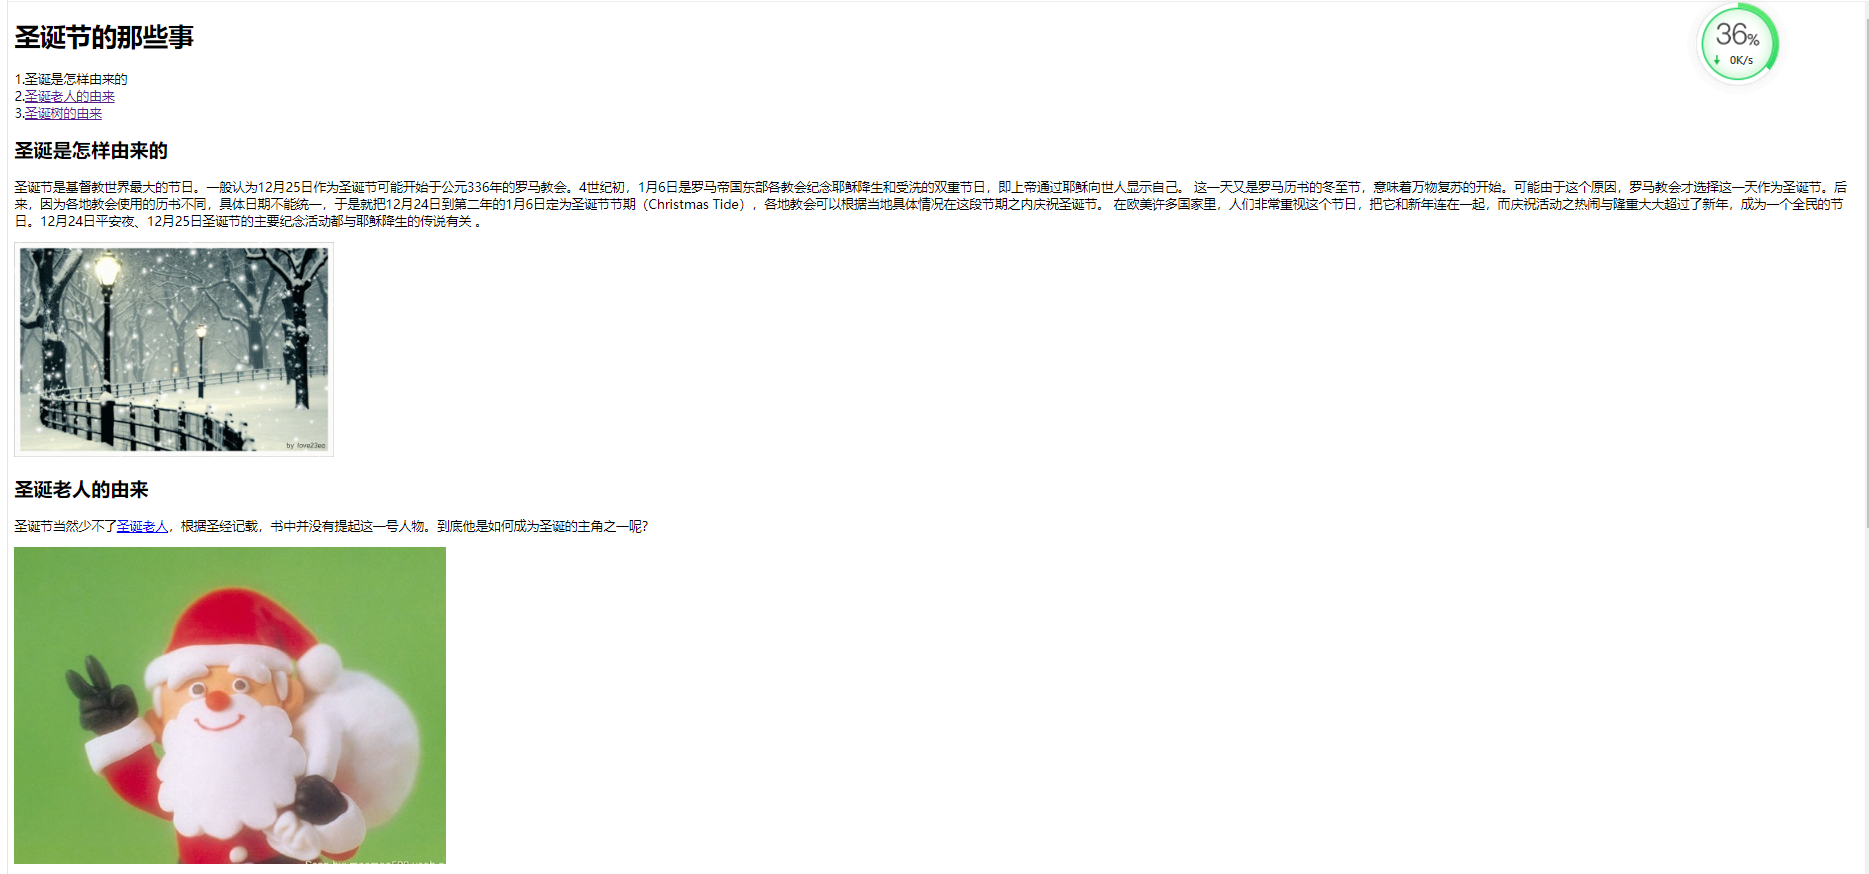 圣诞节的那些事
36%
0K/s
1.圣诞是怎样由来的
2.圣诞老人的由来
3.圣诞树的由来
圣诞是怎样由来的
圣诞节是基督教世界最大的节日。一般认为12月25日作为圣诞节可能开始于公元336年的罗马教会。4世纪初，1月6日是罗马帝国东部各教会纪念耶稣降生和受洗的双重节日，即上帝通过耶稣向世人显示自己。 这一天又是罗马历书的冬至节，意味着万物复苏的开始。可能由于这个原因，罗马教会才选择这一天作为圣诞节。后
来，因为各地教会使用的历书不同，具体日期不能统一，于是就把12月24日到第二年的1月6日定为圣诞节节期（Christmas Tide），各地教会可以根据当地具体情况在这段节期之内庆祝圣诞节。 在欧美许多国家里，人们非常重视这个节日，把它和新年连在一起，而庆祝活动之热闹与隆重大大超过了新年，成为一个全民的节
日。12月24日平安夜、12月25日圣诞节的主要纪念活动都与耶稣降生的传说有关 。
by love23ee
圣诞老人的由来
圣诞节当然少不了圣诞老人，根据圣经记载，书中并没有提起这一号人物。到底他是如何成为圣诞的主角之一呢？